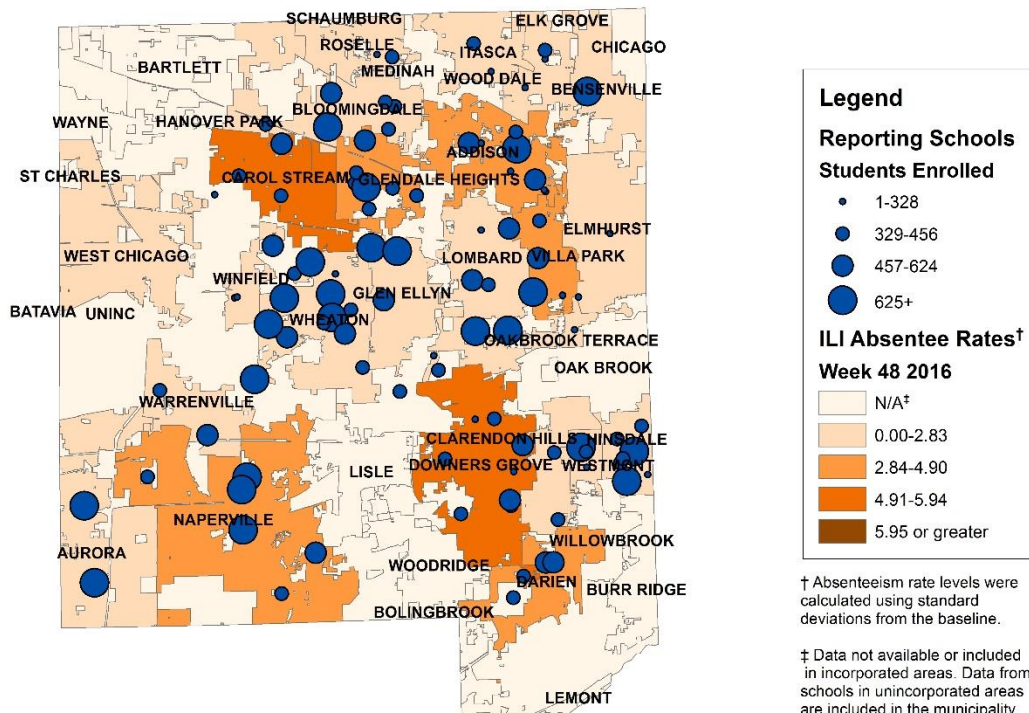 SCHAUMBURG
ELK GROVE
ROSELLE
ITASCA
CHICAGO
BARTLETT
MEDINAH
WOOD DALE
BENSENVILLE
BLOOMINGDALE
WAYNE
HANOVER PARK
ADDISON
ST CHARLES
CAROL STREAM
GLENDALE HEIGHTS
ELMHURST
WEST CHICAGO
LOMBARD
VILLA PARK
WINFIELD
GLEN ELLYN
BATAVIA
UNINC
WHEATON
OAKBROOK TERRACE
OAK BROOK
WARRENVILLE
CLARENDON HILLS
HINSDALE
LISLE
DOWNERS GROVE
WESTMONT
NAPERVILLE
WILLOWBROOK
AURORA
WOODRIDGE
DARIEN
BURR RIDGE
BOLINGBROOK
LEMONT
Legend
Reporting Schools
Students Enrolled
1-328
329-456
457-624
625+
ILI Absentee Rates†
Week 48 2016
N/A‡
0.00-2.83
2.84-4.90
4.91-5.94
5.95 or greater
† Absenteeism rate levels were
calculated using standard
deviations from the baseline.
‡ Data not available or included
in incorporated areas. Data from
schools in unincorporated areas
are included in the municipality